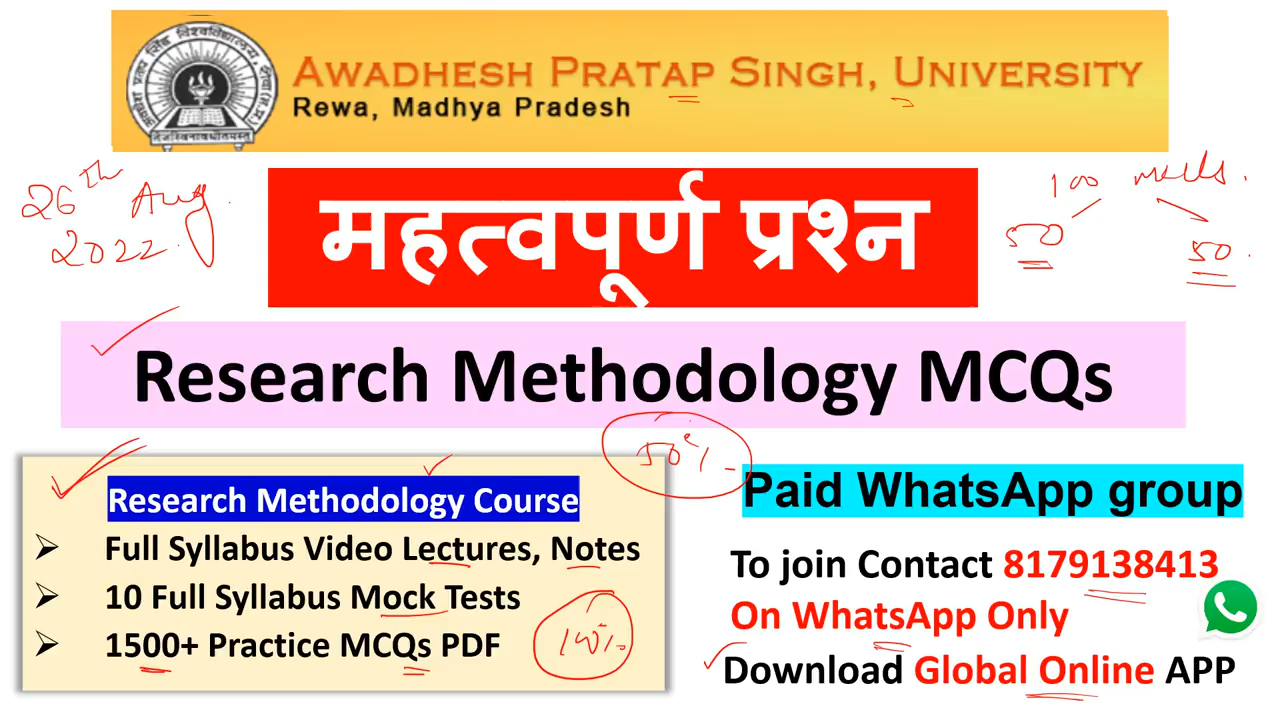 AWADHESH PRATAP SINGH, UNIVERSITY
Rewa, Madhya Pradesh
26th Aug
2022
100
50
50
महत्वपूर्ण प्रश्न
Research Methodology MCQs
50%
Research Methodology Course
Full Syllabus Video Lectures, Notes
10 Full Syllabus Mock Tests
1500+ Practice MCQs PDF
Paid WhatsApp group
To join Contact 8179138413
On WhatsApp Only
Download Global Online APP